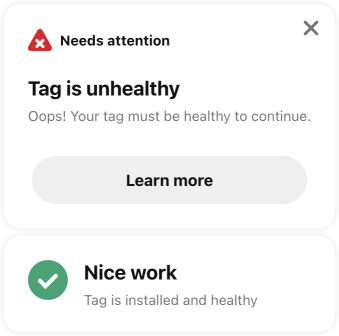 Needs attention
Tag is unhealthy
Oops! Your tag must be healthy to continue.
Learn more
Nice work
Tag is installed and healthy